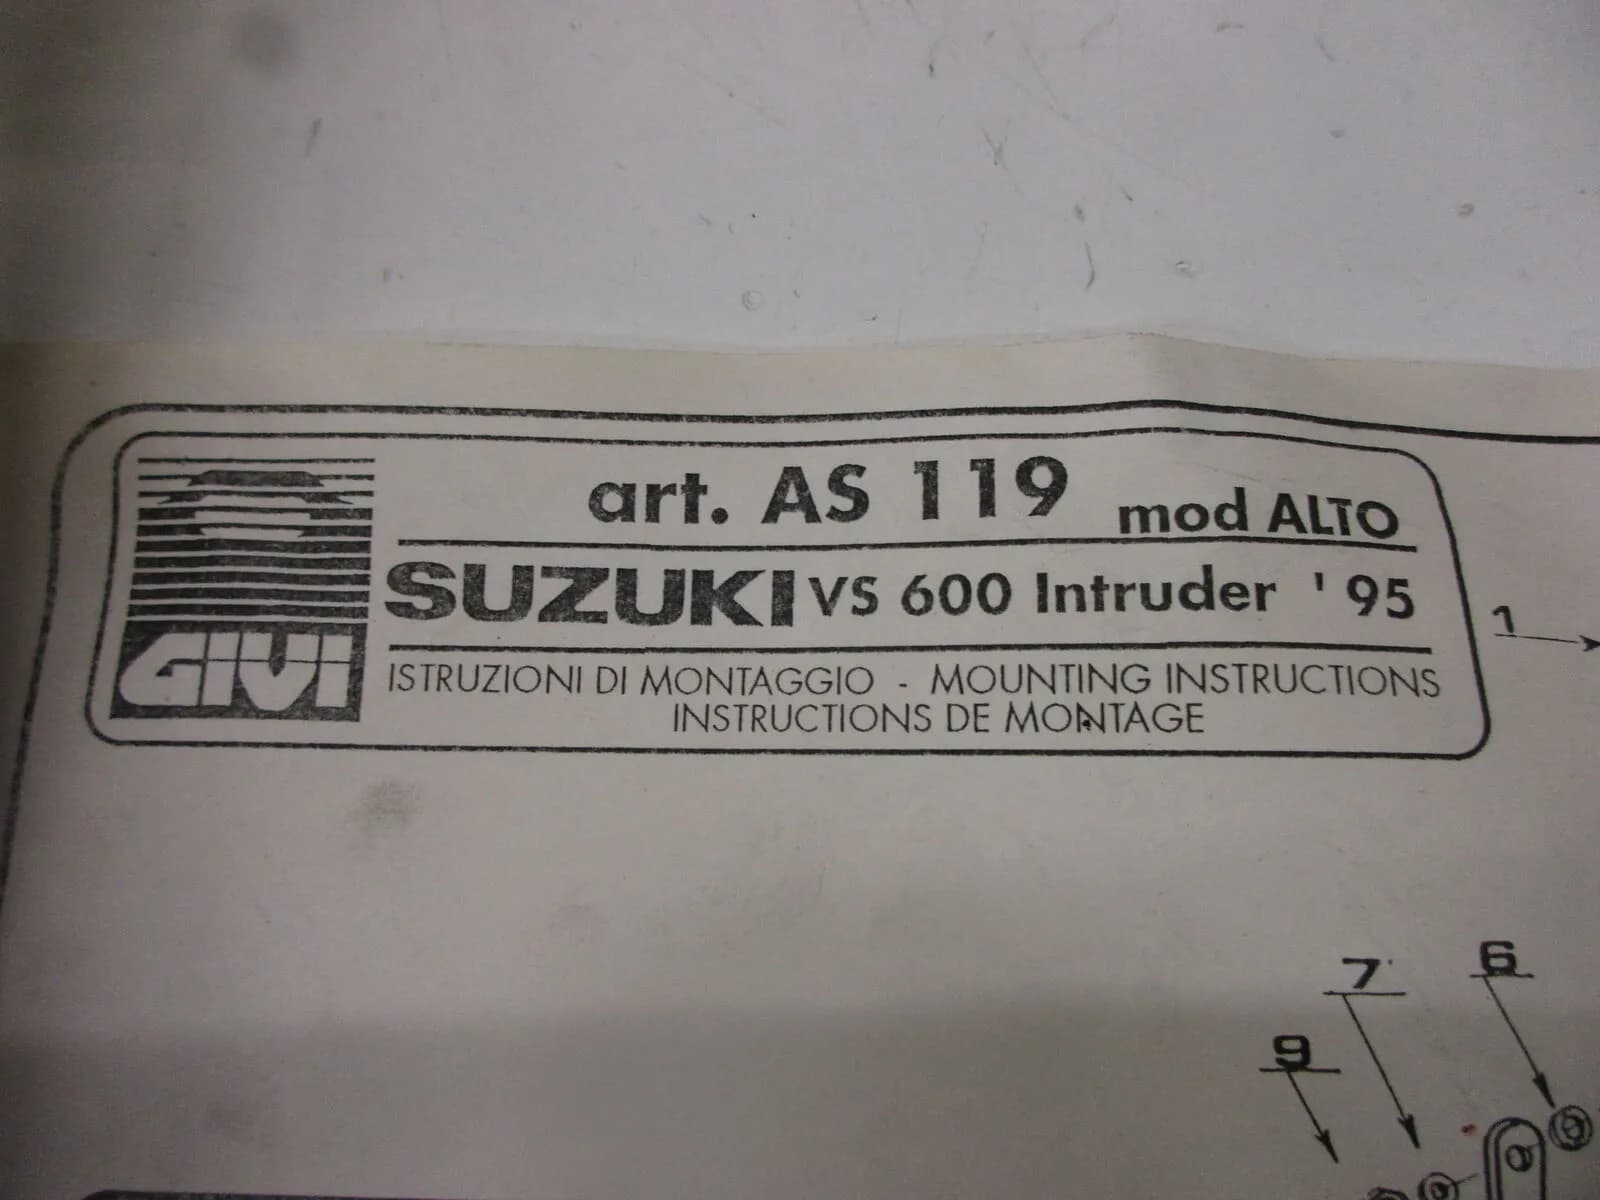 art. AS 119 mod ALTO
SUZUKI VS 600 Intruder '95
GIVI
ISTRUZIONI DI MONTAGGIO - MOUNTING INSTRUCTIONS
INSTRUCTIONS DE MONTAGE
1
6
7
9